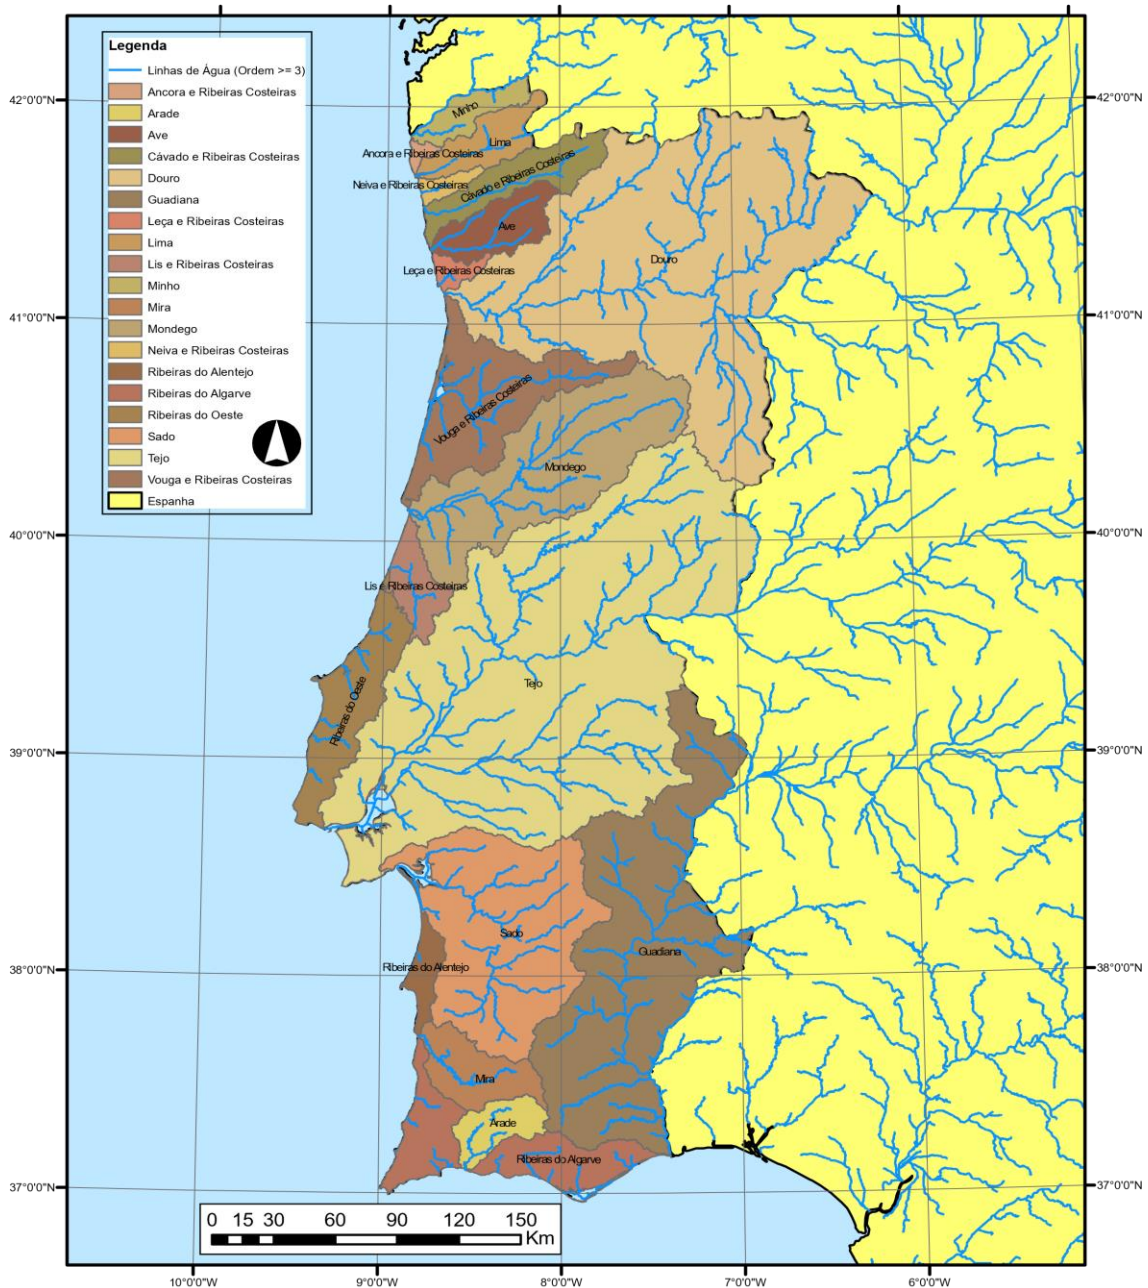 Legenda
Linhas de Água (Ordem >= 3)
Ancora e Ribeiras Costeiras
Arade
Ave
Cávado e Ribeiras Costeiras
Douro
Guadiana
Leça e Ribeiras Costeiras
Lima
Lis e Ribeiras Costeiras
Minho
Mira
Mondego
Neiva e Ribeiras Costeiras
Ribeiras do Alentejo
Ribeiras do Algarve
Ribeiras do Oeste
Sado
Tejo
Vouga e Ribeiras Costeiras
Espanha
42°0'0"N
42°0'0"N
Minho
Lima
Ancora e Ribeiras Costeiras
Neiva e Ribeiras Costeiras
Cávado e Ribeiras Costeiras
Ave
Douro
Leça e Ribeiras Costeiras
41°0'0"N
41°0'0"N
Vouga e Ribeiras Costeiras
Mondego
40°0'0"N
40°0'0"N
Lis e Ribeiras Costeiras
Tejo
Ribeiras do Oeste
39°0'0"N
39°0'0"N
Sado
Guadiana
Ribeiras do Alentejo
38°0'0"N
38°0'0"N
Mira
Arade
Ribeiras do Algarve
37°0'0"N
37°0'0"N
0 15 30 60 90 120 150
Km
10°0'0"W 9°0'0"W 8°0'0"W 7°0'0"W 6°0'0"W